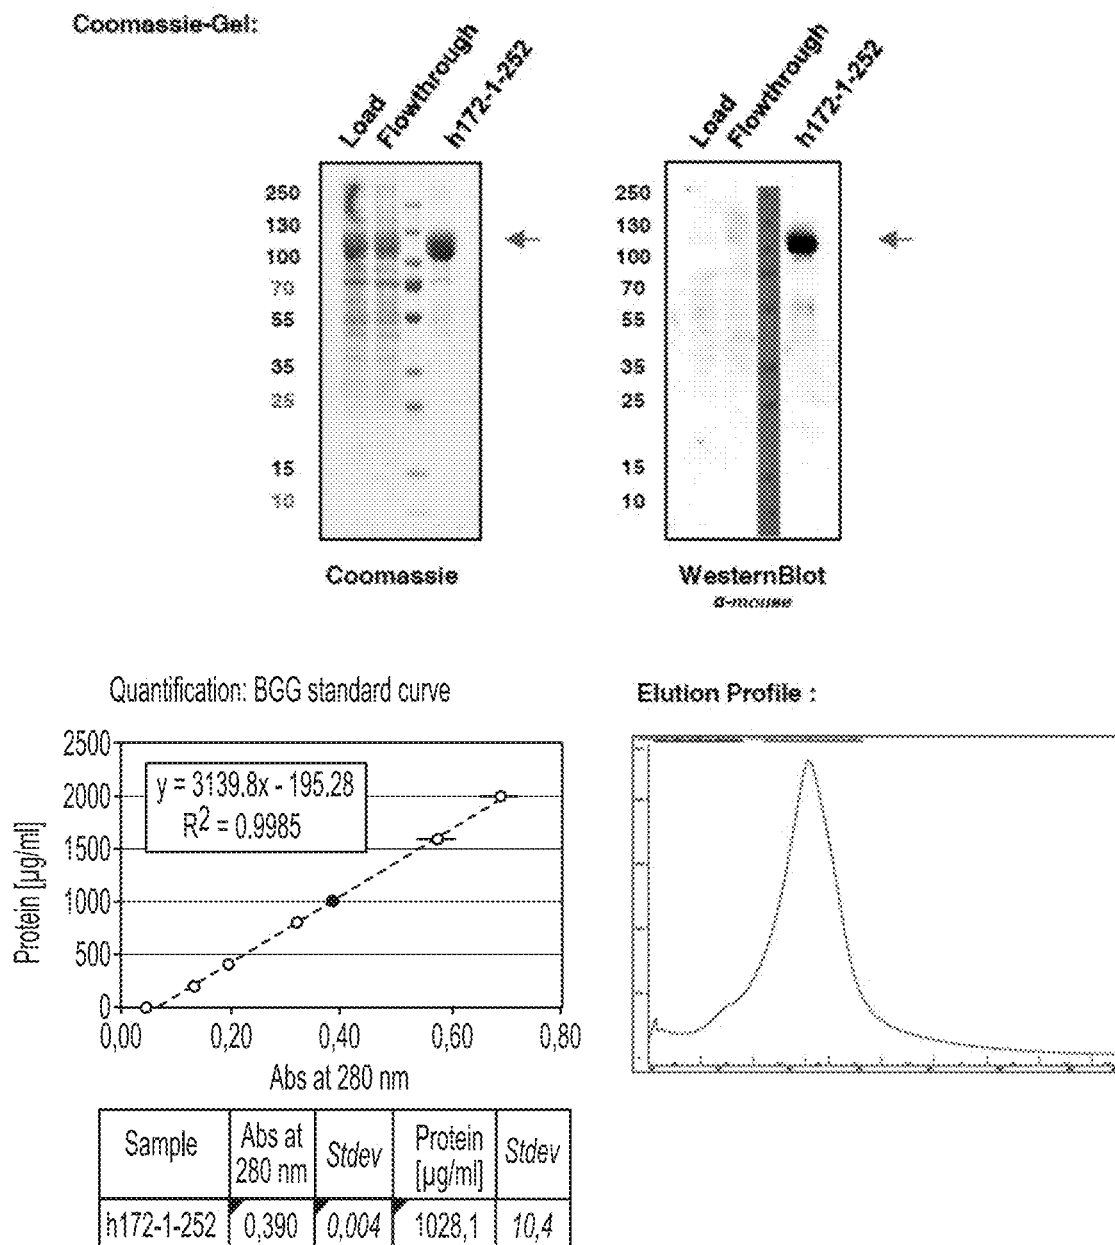 Coomassie-Gel:
Load
Flowthrough
h172-1-252
250
130
100
70
55
35
25
15
10
Coomassie
Load
Flowthrough
h172-1-252
250
130
100
70
55
35
25
15
10
WesternBlot
α-mouse
Quantification: BGG standard curve
2500
2000
1500
1000
500
0
Protein [µg/ml]
y = 3139.8x - 195.28
R2 = 0.9985
0,00 0,20 0,40 0,60 0,80
Abs at 280 nm
Elution Profile :
Sample Abs at 280 nm Stdev Protein [µg/ml] Stdev
h172-1-252 0,390 0,004 1028,1 10,4